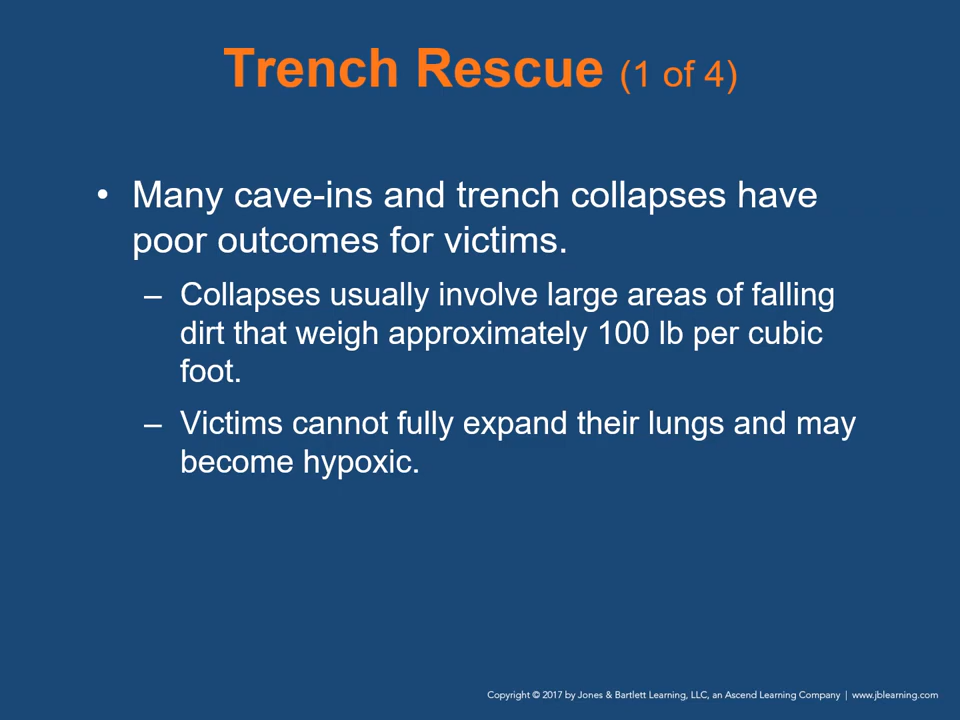 Trench Rescue (1 of 4)
• Many cave-ins and trench collapses have
poor outcomes for victims.
– Collapses usually involve large areas of falling
dirt that weigh approximately 100 lb per cubic
foot.
– Victims cannot fully expand their lungs and may
become hypoxic.
Copyright © 2017 by Jones & Bartlett Learning, LLC, an Ascend Learning Company | www.jblearning.com